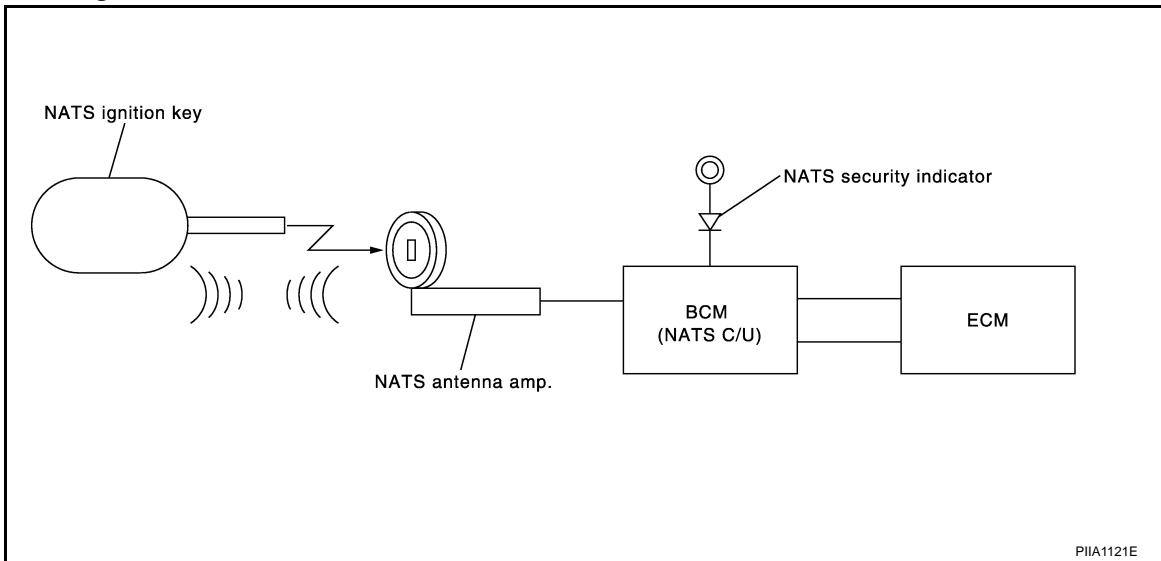 NATS ignition key
NATS security indicator
BCM
(NATS C/U)
ECM
NATS antenna amp.
PIIA1121E